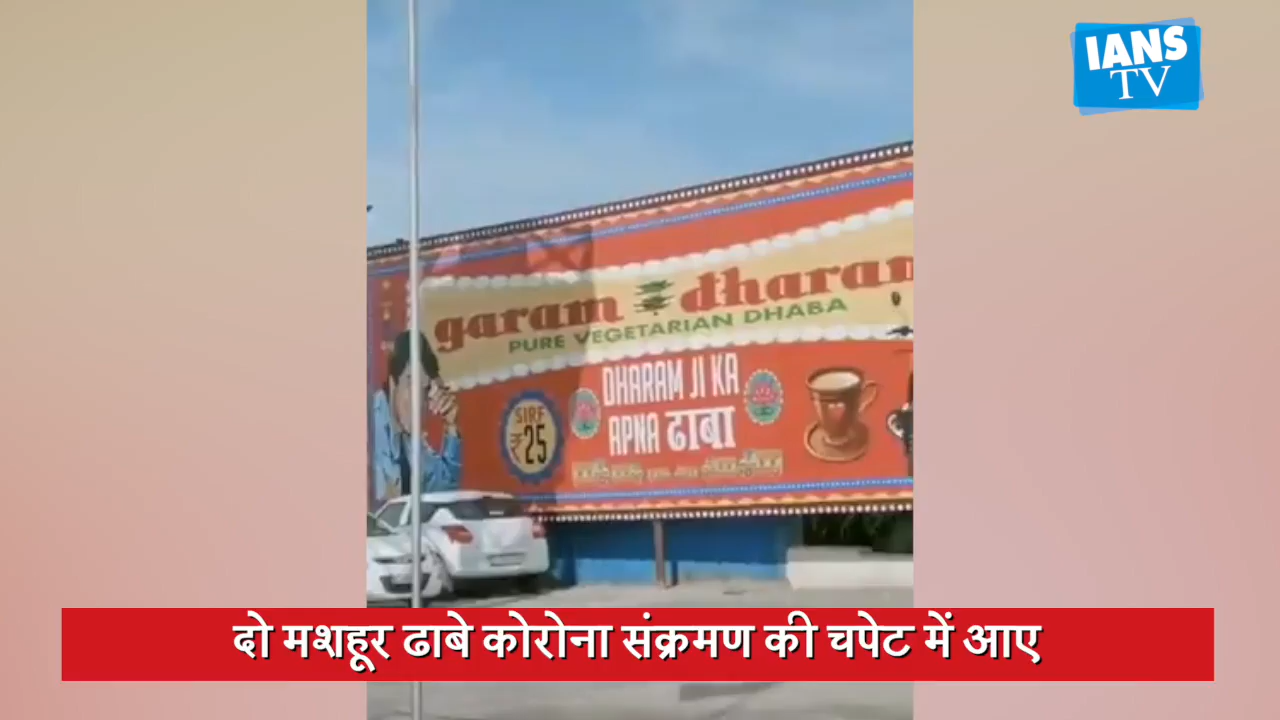 IANS
TV
garam dharam
PURE VEGETARIAN DHABA
DHARAM JI KA
APNA ढाबा
SIRF
₹25
दो मशहूर ढाबे कोरोना संक्रमण की चपेट में आए